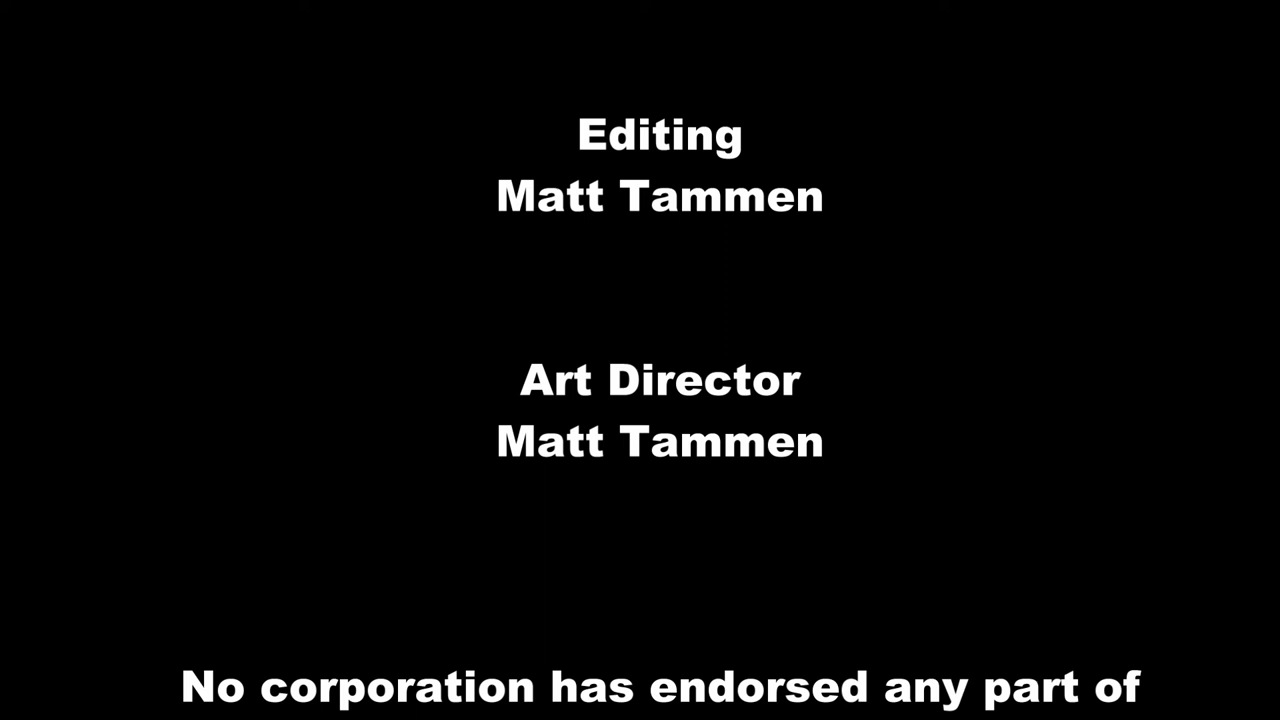 Editing
Matt Tammen
Art Director
Matt Tammen
No corporation has endorsed any part of